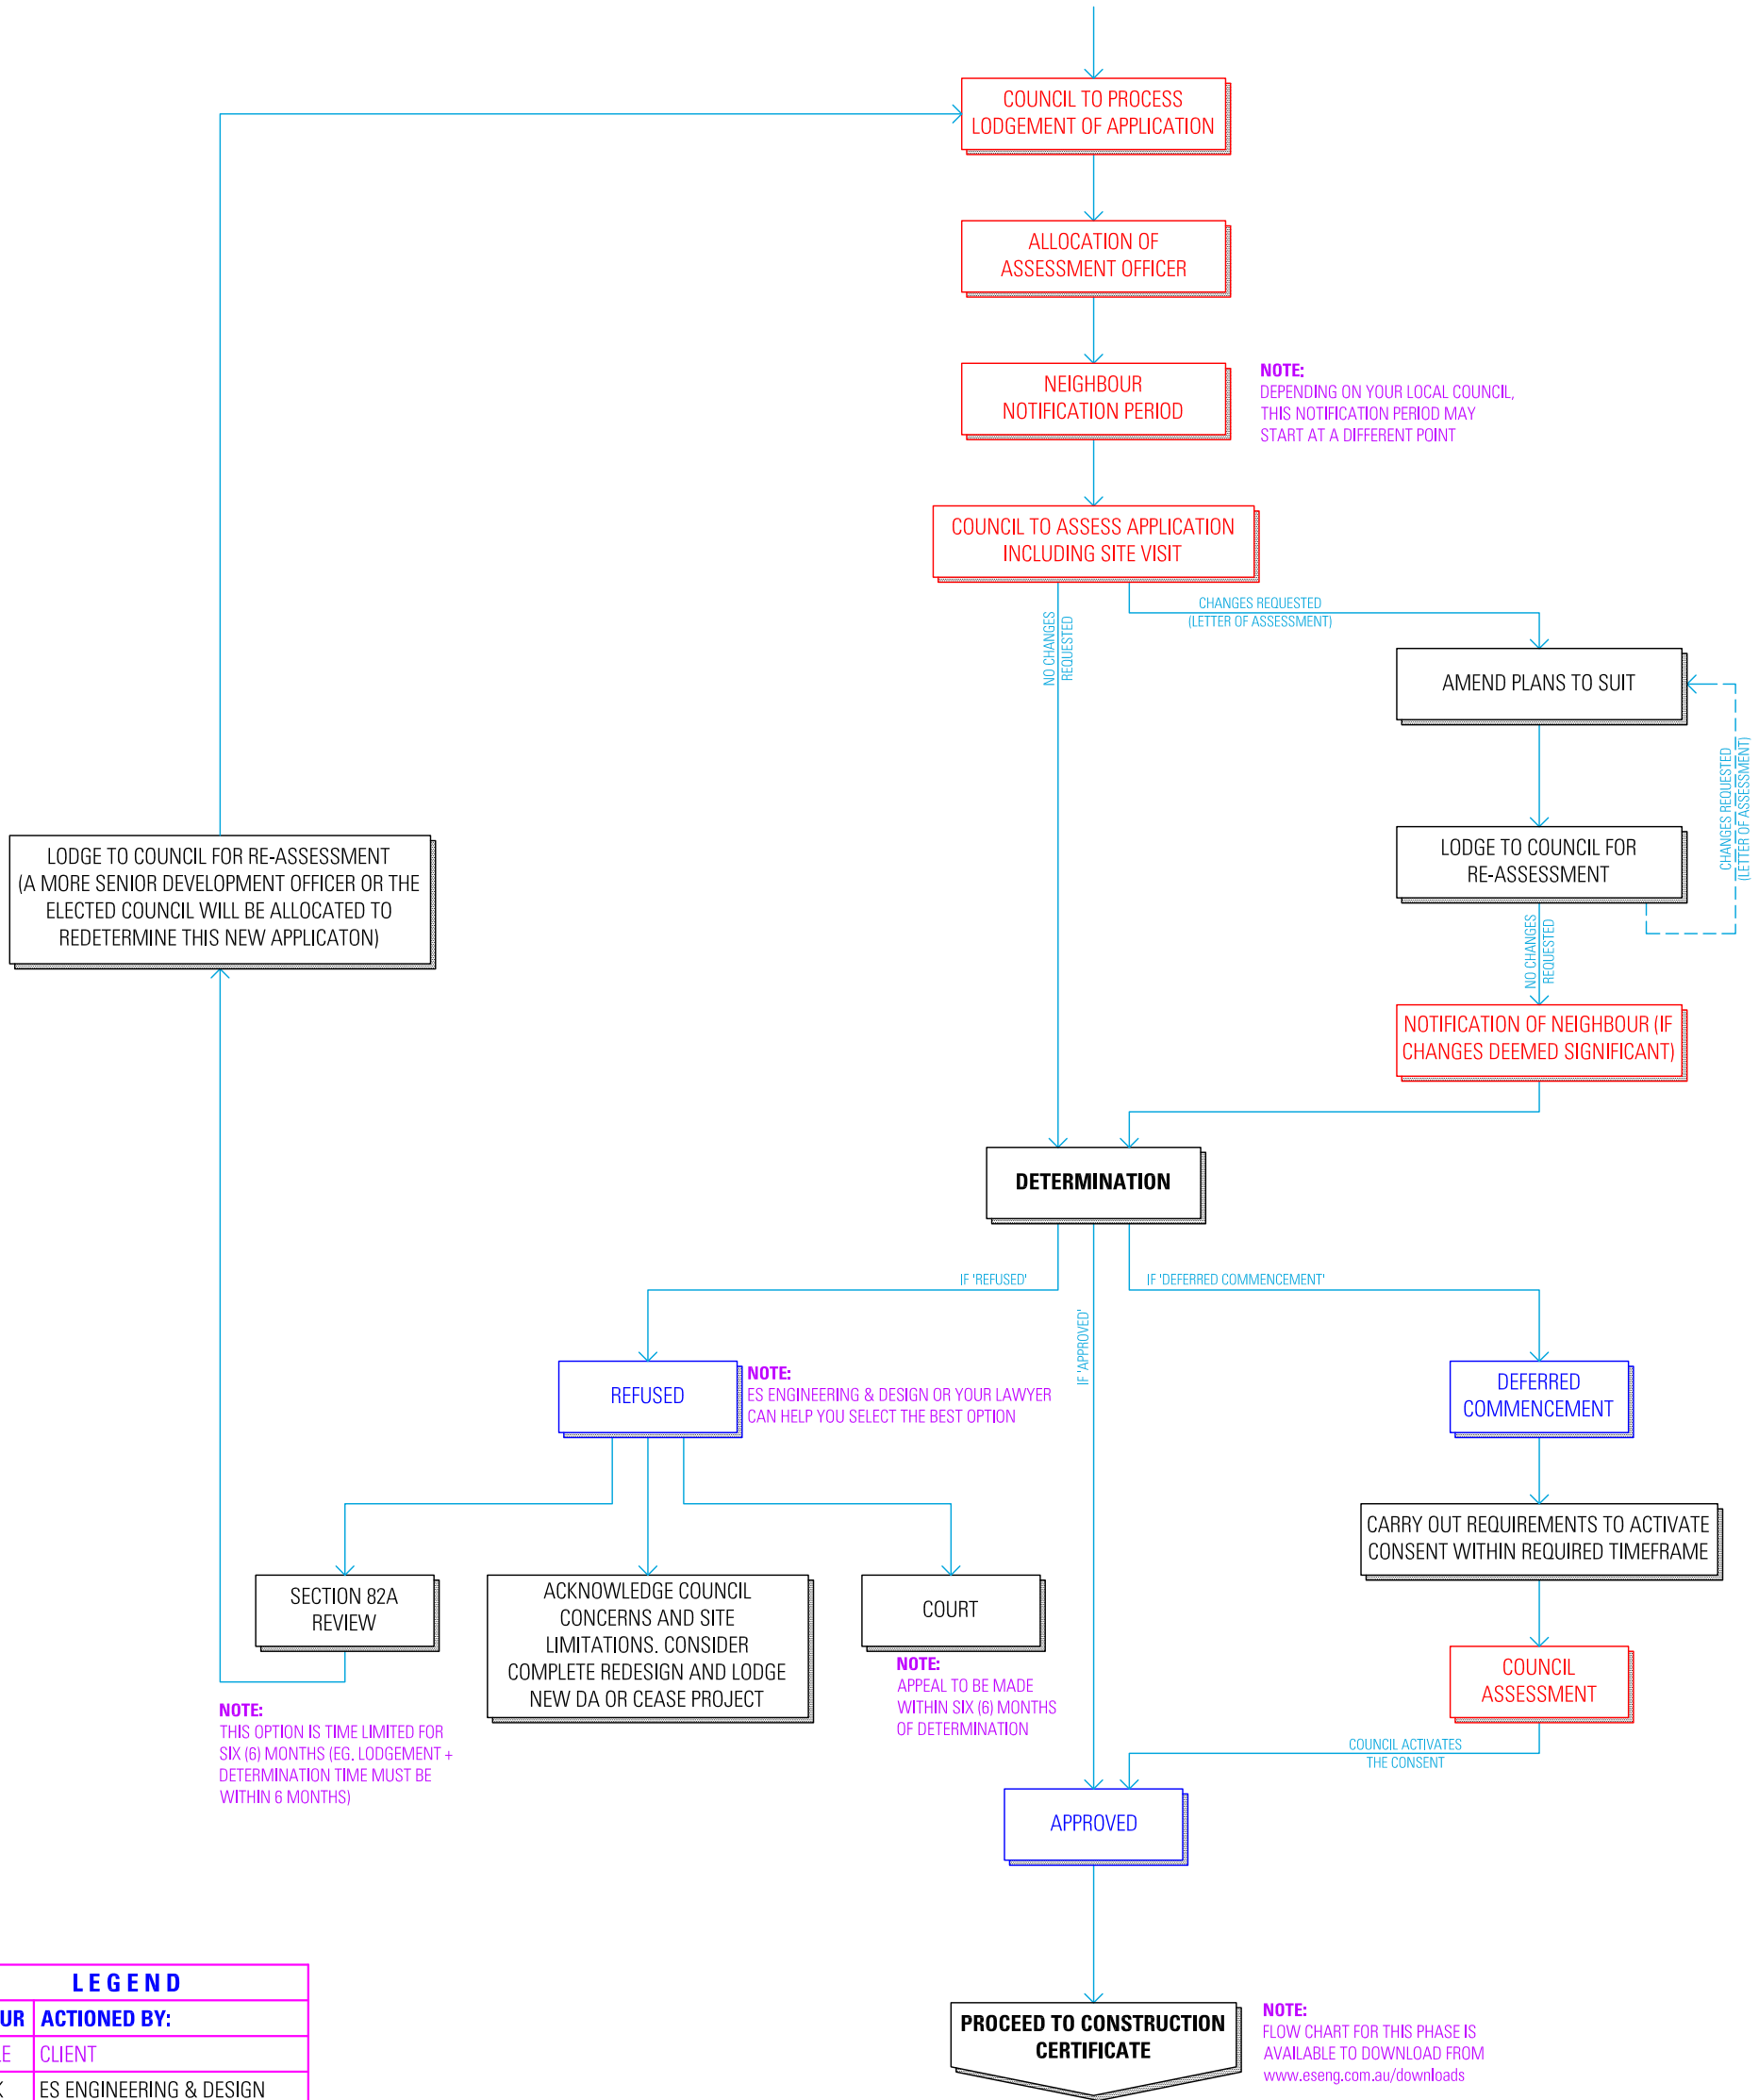 COUNCIL TO PROCESS
LODGEMENT OF APPLICATION
ALLOCATION OF
ASSESSMENT OFFICER
NEIGHBOUR
NOTIFICATION PERIOD
NOTE:
DEPENDING ON YOUR LOCAL COUNCIL,
THIS NOTIFICATION PERIOD MAY
START AT A DIFFERENT POINT
COUNCIL TO ASSESS APPLICATION
INCLUDING SITE VISIT
NO CHANGES
REQUESTED
CHANGES REQUESTED
(LETTER OF ASSESSMENT)
AMEND PLANS TO SUIT
CHANGES REQUESTED
(LETTER OF ASSESSMENT)
LODGE TO COUNCIL FOR
RE-ASSESSMENT
NO CHANGES
REQUESTED
NOTIFICATION OF NEIGHBOUR (IF
CHANGES DEEMED SIGNIFICANT)
LODGE TO COUNCIL FOR RE-ASSESSMENT
(A MORE SENIOR DEVELOPMENT OFFICER OR THE
ELECTED COUNCIL WILL BE ALLOCATED TO
REDETERMINE THIS NEW APPLICATON)
DETERMINATION
IF 'REFUSED'
IF 'APPROVED'
IF 'DEFERRED COMMENCEMENT'
REFUSED
NOTE:
ES ENGINEERING & DESIGN OR YOUR LAWYER
CAN HELP YOU SELECT THE BEST OPTION
DEFERRED
COMMENCEMENT
CARRY OUT REQUIREMENTS TO ACTIVATE
CONSENT WITHIN REQUIRED TIMEFRAME
SECTION 82A
REVIEW
NOTE:
THIS OPTION IS TIME LIMITED FOR
SIX (6) MONTHS (EG. LODGEMENT +
DETERMINATION TIME MUST BE
WITHIN 6 MONTHS)
ACKNOWLEDGE COUNCIL
CONCERNS AND SITE
LIMITATIONS. CONSIDER
COMPLETE REDESIGN AND LODGE
NEW DA OR CEASE PROJECT
COURT
NOTE:
APPEAL TO BE MADE
WITHIN SIX (6) MONTHS
OF DETERMINATION
COUNCIL
ASSESSMENT
COUNCIL ACTIVATES
THE CONSENT
APPROVED
PROCEED TO CONSTRUCTION
CERTIFICATE
NOTE:
FLOW CHART FOR THIS PHASE IS
AVAILABLE TO DOWNLOAD FROM
www.eseng.com.au/downloads
LEGEND
UR ACTIONED BY:
E CLIENT
K ES ENGINEERING & DESIGN